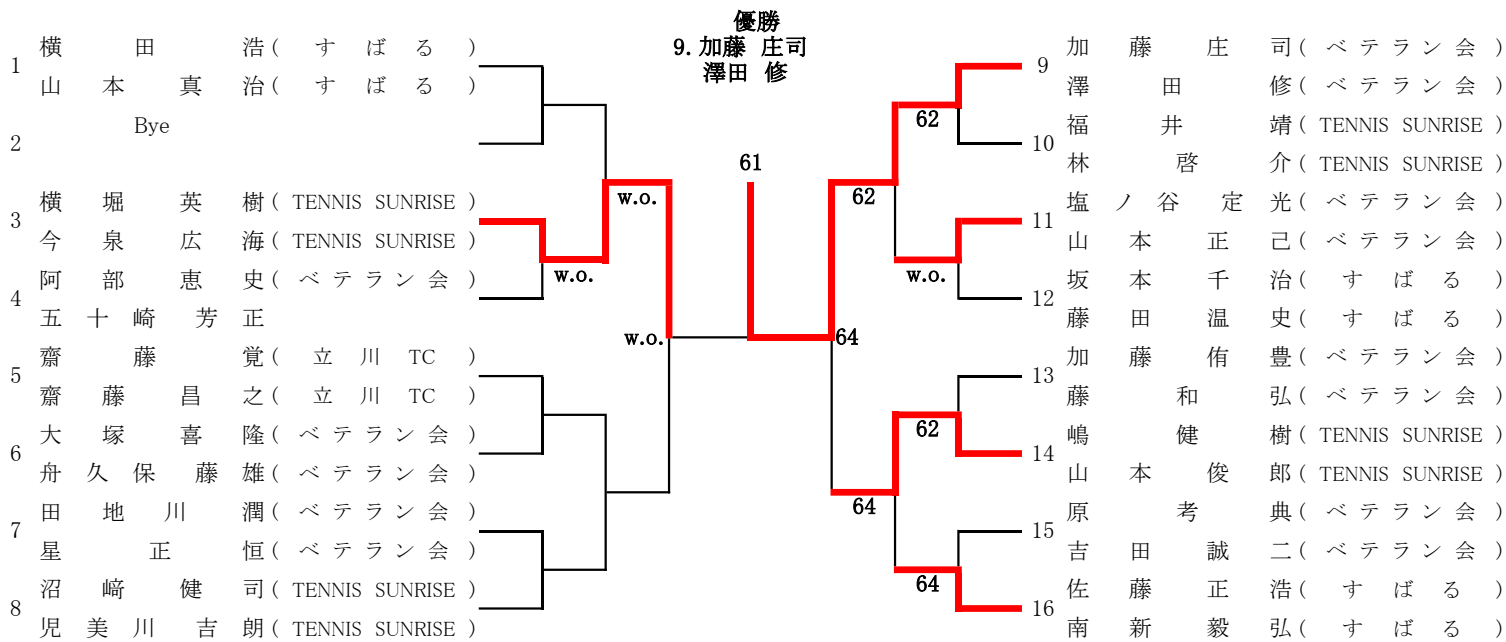 優勝
9.加藤 庄司
澤田 修
1
横田浩(すばる)
山本真治(すばる)
2
Bye
3
横堀英樹(TENNIS SUNRISE)
今泉広海(TENNIS SUNRISE)
4
阿部恵史(ベテラン会)
五十崎芳正
5
齋藤覚(立川TC)
齋藤昌之(立川TC)
6
大塚喜隆(ベテラン会)
舟久保藤雄(ベテラン会)
7
田地川潤(ベテラン会)
星正恒(ベテラン会)
8
沼﨑健司(TENNIS SUNRISE)
児美川吉朗(TENNIS SUNRISE)
w.o.
w.o.
w.o.
61
64
62
64
62
w.o.
62
64
9
加藤庄司(ベテラン会)
澤田修(ベテラン会)
10
福井靖(TENNIS SUNRISE)
林啓介(TENNIS SUNRISE)
11
塩ノ谷定光(ベテラン会)
山本正己(ベテラン会)
12
坂本千治(すばる)
藤田温史(すばる)
13
加藤侑豊(ベテラン会)
藤和弘(ベテラン会)
14
嶋健樹(TENNIS SUNRISE)
山本俊郎(TENNIS SUNRISE)
15
原考典(ベテラン会)
吉田誠二(ベテラン会)
16
佐藤正浩(すばる)
南新毅弘(すばる)